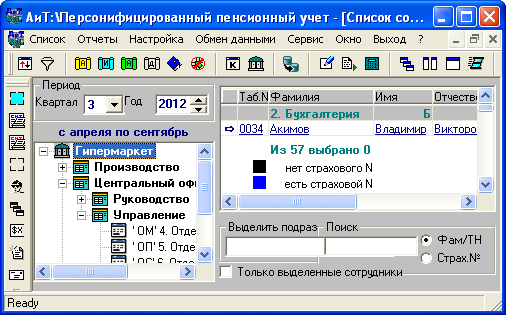 АиТ:\Персонифицированный пенсионный учет - [Список со...
Список Отчеты Настройка Обмен данными Сервис Окно Выход ?
Период
Квартал 3 Год 2012
с апреля по сентябрь
Гипермаркет
Производство
Центральный офи
Руководство
Управление
'ОМ' 4. Отде
'ОП' 5. Отде
'ОС' 6. Отде
Таб.N Фамилия Имя Отчество
2. Бухгалтерия Б
0034 Акимов Владимир Викторо
Из 57 выбрано 0
нет страхового N
есть страховой N
Выделить подраз Поиск
Фам/ТН
Страх.№
Только выделенные сотрудники
Ready